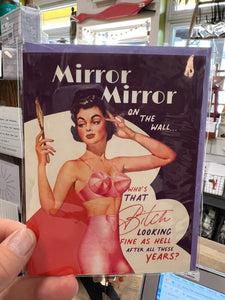 Mirror
Mirror
ON THE
WALL...
WHO'S
THAT
Bitch
LOOKING
FINE AS HELL
AFTER ALL THESE
YEARS?